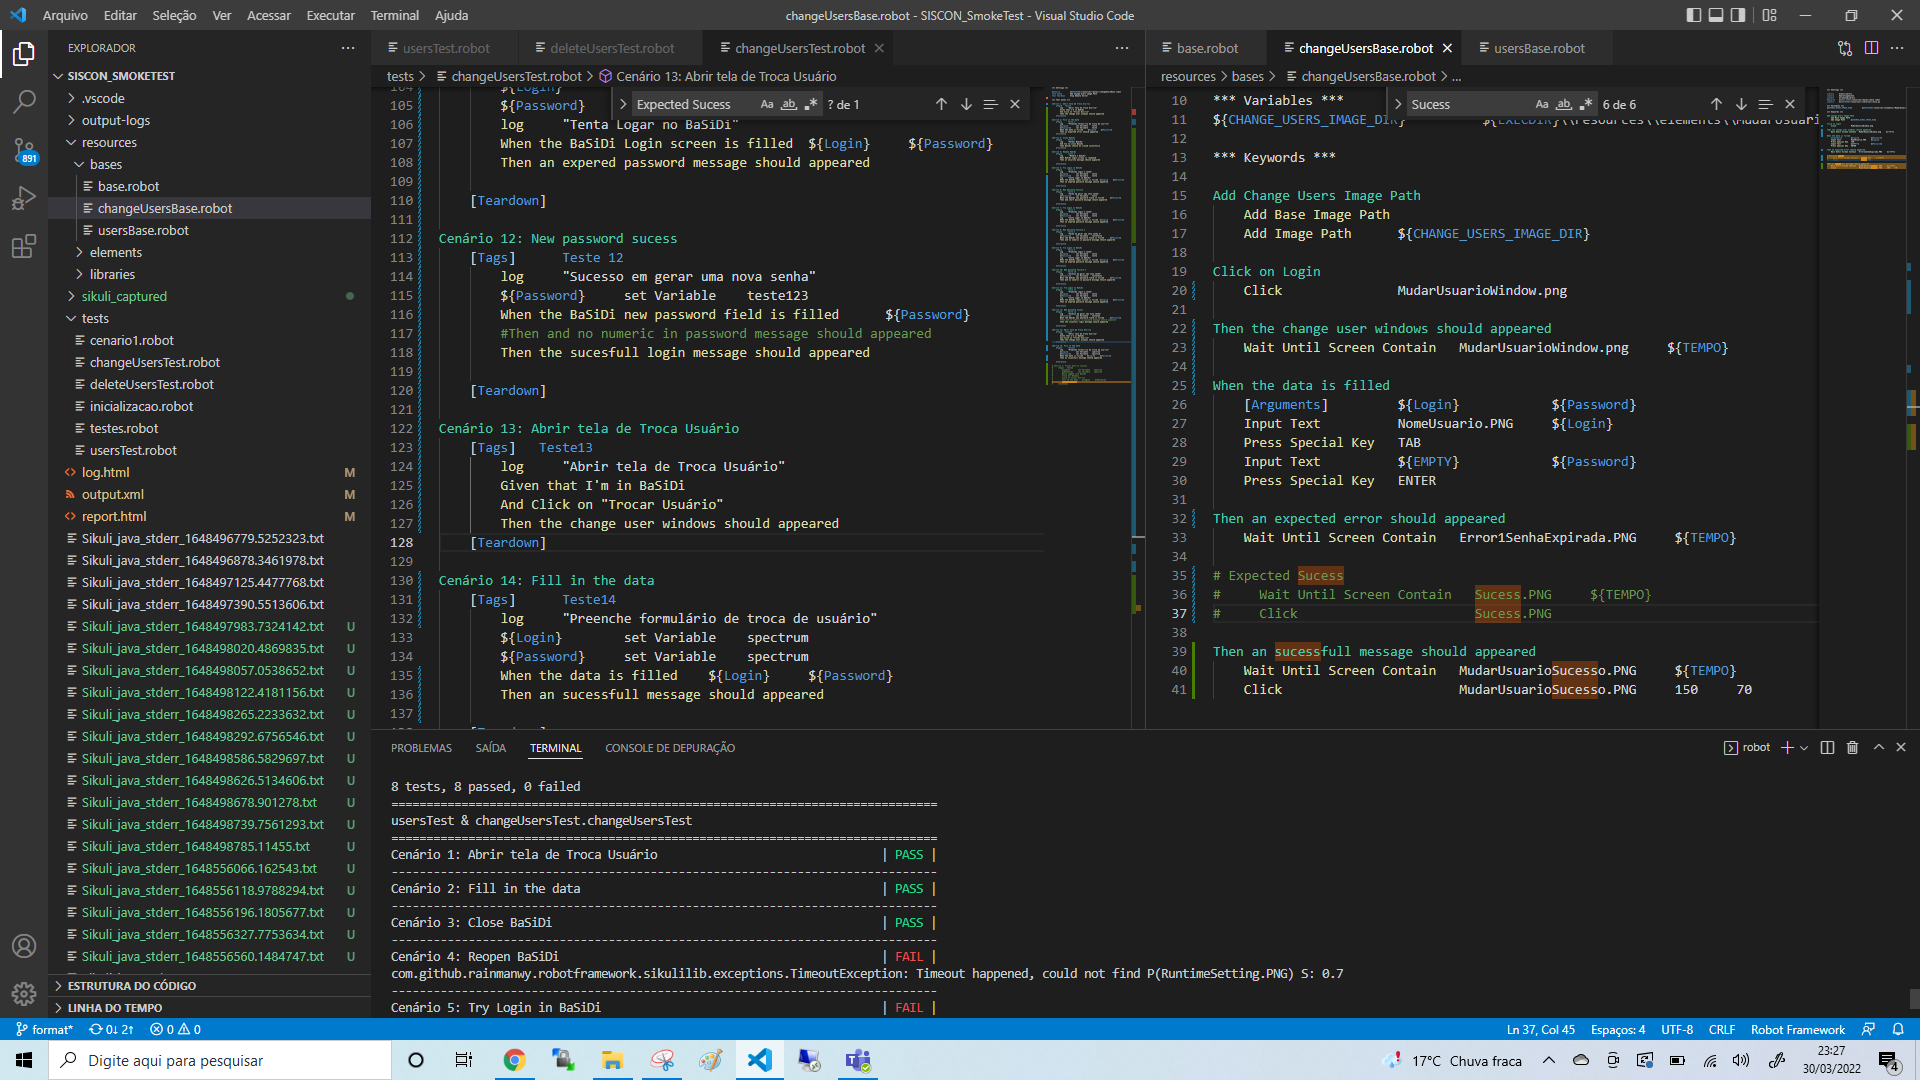 Arquivo Editar Seleção Ver Acessar Executar Terminal Ajuda
changeUsersBase.robot - SISCON_SmokeTest - Visual Studio Code
EXPLORADOR
SISCON_SMOKETEST
.vscode
output-logs
resources
bases
base.robot
changeUsersBase.robot
usersBase.robot
elements
libraries
sikuli_captured
tests
cenario1.robot
changeUsersTest.robot
deleteUsersTest.robot
inicializacao.robot
testes.robot
usersTest.robot
log.html M
output.xml M
report.html M
Sikuli_java_stderr_1648496779.5252323.txt
Sikuli_java_stderr_1648496878.3461978.txt
Sikuli_java_stderr_1648497125.4477768.txt
Sikuli_java_stderr_1648497390.5513606.txt
Sikuli_java_stderr_1648497983.7324142.txt U
Sikuli_java_stderr_1648498020.4869835.txt U
Sikuli_java_stderr_1648498057.0538652.txt U
Sikuli_java_stderr_1648498122.4181156.txt U
Sikuli_java_stderr_1648498265.2233632.txt U
Sikuli_java_stderr_1648498292.6756546.txt U
Sikuli_java_stderr_1648498586.5829697.txt U
Sikuli_java_stderr_1648498626.5134606.txt U
Sikuli_java_stderr_1648498678.901278.txt U
Sikuli_java_stderr_1648498739.7561293.txt U
Sikuli_java_stderr_1648498785.11455.txt U
Sikuli_java_stderr_1648556066.162543.txt U
Sikuli_java_stderr_1648556118.9788294.txt U
Sikuli_java_stderr_1648556196.1805677.txt U
Sikuli_java_stderr_1648556327.7753634.txt U
Sikuli_java_stderr_1648556560.1484747.txt U
ESTRUTURA DO CÓDIGO
LINHA DO TEMPO
891
usersTest.robot deleteUsersTest.robot changeUsersTest.robot
tests > changeUsersTest.robot > Cenário 13: Abrir tela de Troca Usuário
Expected Sucess Aa ab ? de 1
104 ${Login}
105 ${Password}
106 log "Tenta Logar no BaSiDi"
107 When the BaSiDi Login screen is filled ${Login} ${Password}
108 Then an expered password message should appeared
109
110 [Teardown]
111
112 Cenário 12: New password sucess
113 [Tags] Teste 12
114 log "Sucesso em gerar uma nova senha"
115 ${Password} set Variable teste123
116 When the BaSiDi new password field is filled ${Password}
117 #Then and no numeric in password message should appeared
118 Then the sucesfull login message should appeared
119
120 [Teardown]
121
122 Cenário 13: Abrir tela de Troca Usuário
123 [Tags] Teste13
124 log "Abrir tela de Troca Usuário"
125 Given that I'm in BaSiDi
126 And Click on "Trocar Usuário"
127 Then the change user windows should appeared
128 [Teardown]
129
130 Cenário 14: Fill in the data
131 [Tags] Teste14
132 log "Preenche formulário de troca de usuário"
133 ${Login} set Variable spectrum
134 ${Password} set Variable spectrum
135 When the data is filled ${Login} ${Password}
136 Then an sucessfull message should appeared
137
base.robot changeUsersBase.robot usersBase.robot
resources > bases > changeUsersBase.robot > ...
Sucess Aa ab 6 de 6
10 *** Variables ***
11 ${CHANGE_USERS_IMAGE_DIR} ${EXECDIR}\\resources\\elements\\MudarUsuari
12
13 *** Keywords ***
14
15 Add Change Users Image Path
16 Add Base Image Path
17 Add Image Path ${CHANGE_USERS_IMAGE_DIR}
18
19 Click on Login
20 Click MudarUsuarioWindow.png
21
22 Then the change user windows should appeared
23 Wait Until Screen Contain MudarUsuarioWindow.png ${TEMPO}
24
25 When the data is filled
26 [Arguments] ${Login} ${Password}
27 Input Text NomeUsuario.PNG ${Login}
28 Press Special Key TAB
29 Input Text ${EMPTY} ${Password}
30 Press Special Key ENTER
31
32 Then an expected error should appeared
33 Wait Until Screen Contain Error1SenhaExpirada.PNG ${TEMPO}
34
35 # Expected Sucess
36 # Wait Until Screen Contain Sucess.PNG ${TEMPO}
37 # Click Sucess.PNG
38
39 Then an sucessfull message should appeared
40 Wait Until Screen Contain MudarUsuarioSucesso.PNG ${TEMPO}
41 Click MudarUsuarioSucesso.PNG 150 70
PROBLEMAS SAÍDA TERMINAL CONSOLE DE DEPURAÇÃO
robot
8 tests, 8 passed, 0 failed
==============================================================================
usersTest & changeUsersTest.changeUsersTest
==============================================================================
Cenário 1: Abrir tela de Troca Usuário | PASS |
------------------------------------------------------------------------------
Cenário 2: Fill in the data | PASS |
------------------------------------------------------------------------------
Cenário 3: Close BaSiDi | PASS |
------------------------------------------------------------------------------
Cenário 4: Reopen BaSiDi | FAIL |
com.github.rainmanwy.robotframework.sikulilib.exceptions.TimeoutException: Timeout happened, could not find P(RuntimeSetting.PNG) S: 0.7
------------------------------------------------------------------------------
Cenário 5: Try Login in BaSiDi | FAIL |
format* 0↓ 2↑ 0 0
Ln 37, Col 45 Espaços: 4 UTF-8 CRLF Robot Framework
Digite aqui para pesquisar
17°C Chuva fraca
23:27
30/03/2022
4